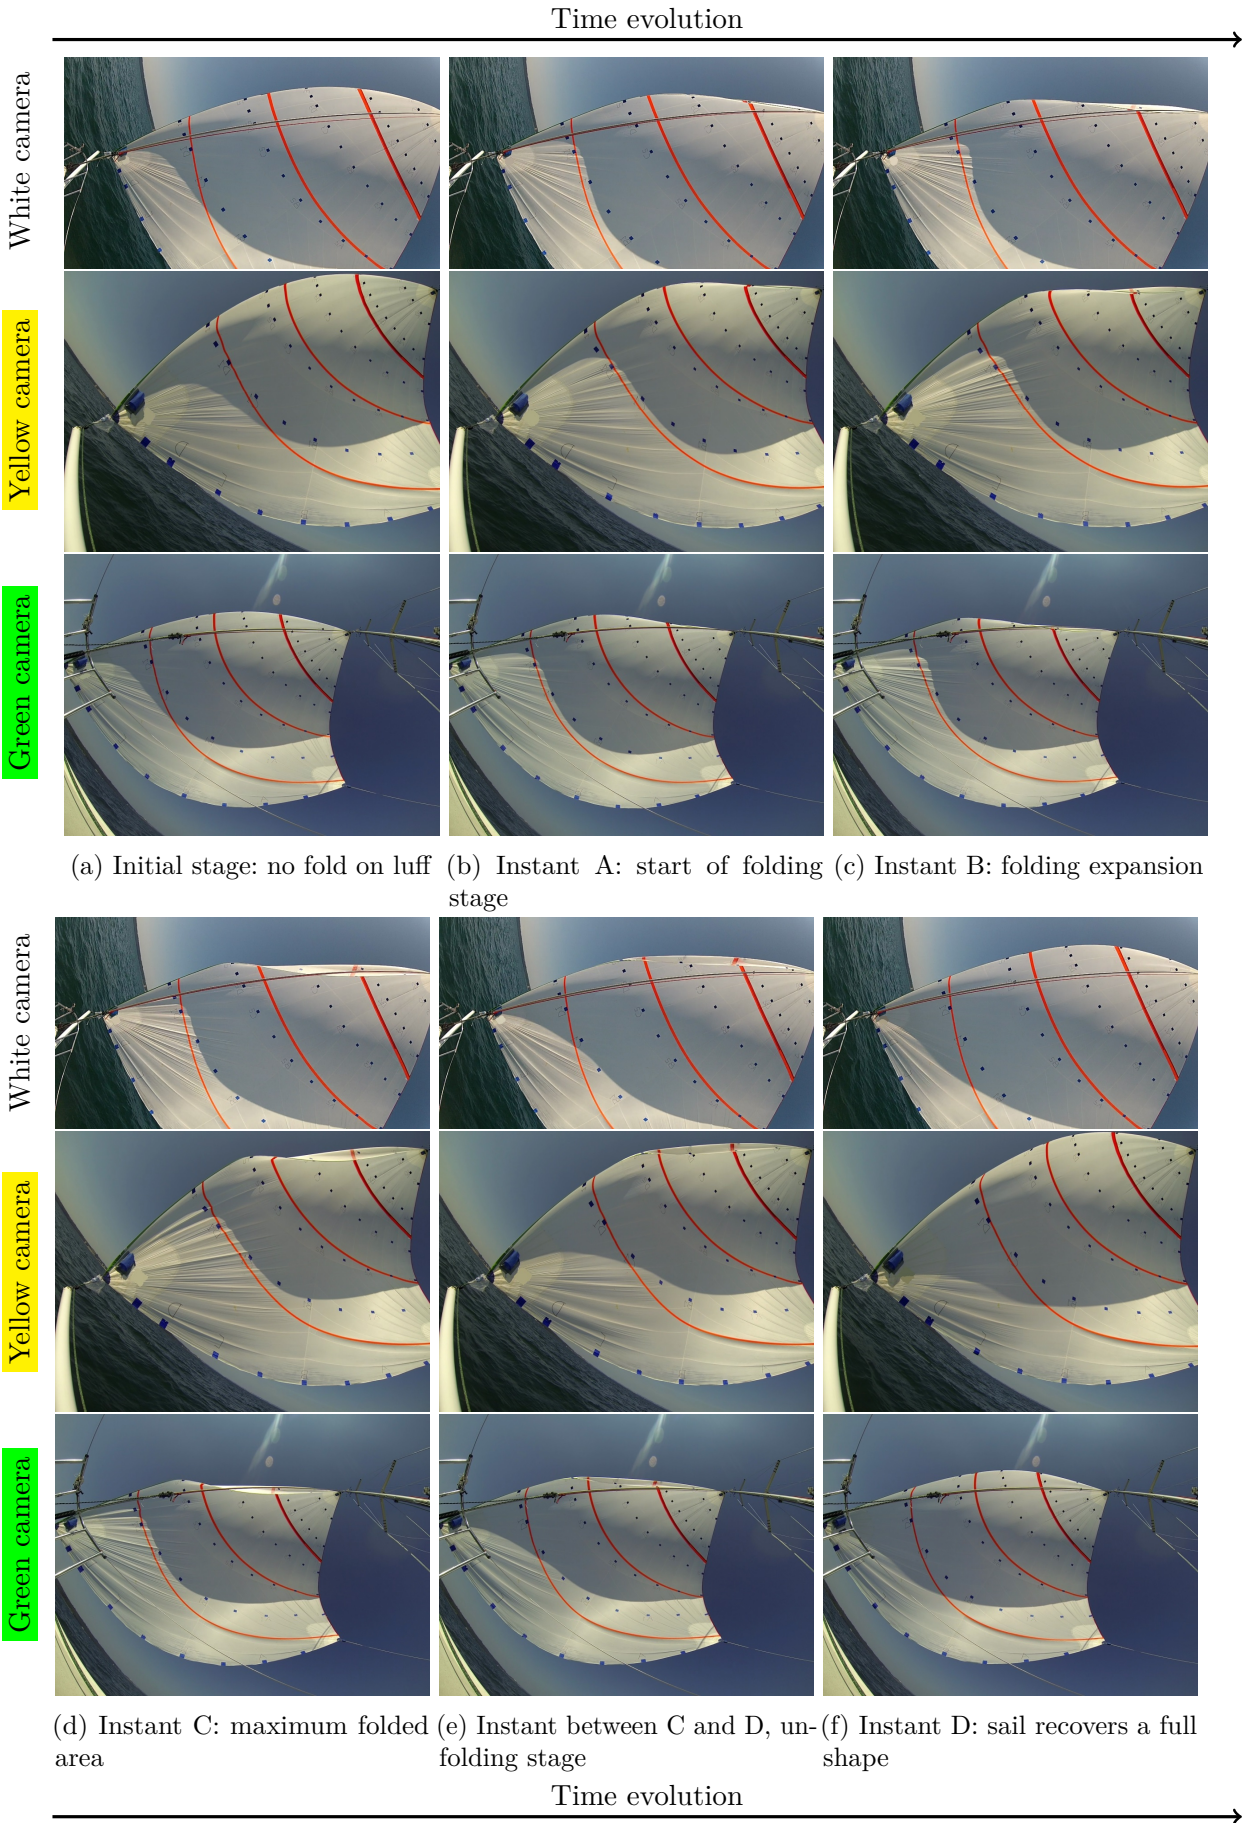 Time evolution
White camera
Yellow camera
Green camera
(a) Initial stage: no fold on luff
(b) Instant A: start of folding
stage
(c) Instant B: folding expansion
White camera
Yellow camera
Green camera
(d) Instant C: maximum folded
area
(e) Instant between C and D, un-
folding stage
(f) Instant D: sail recovers a full
shape
Time evolution